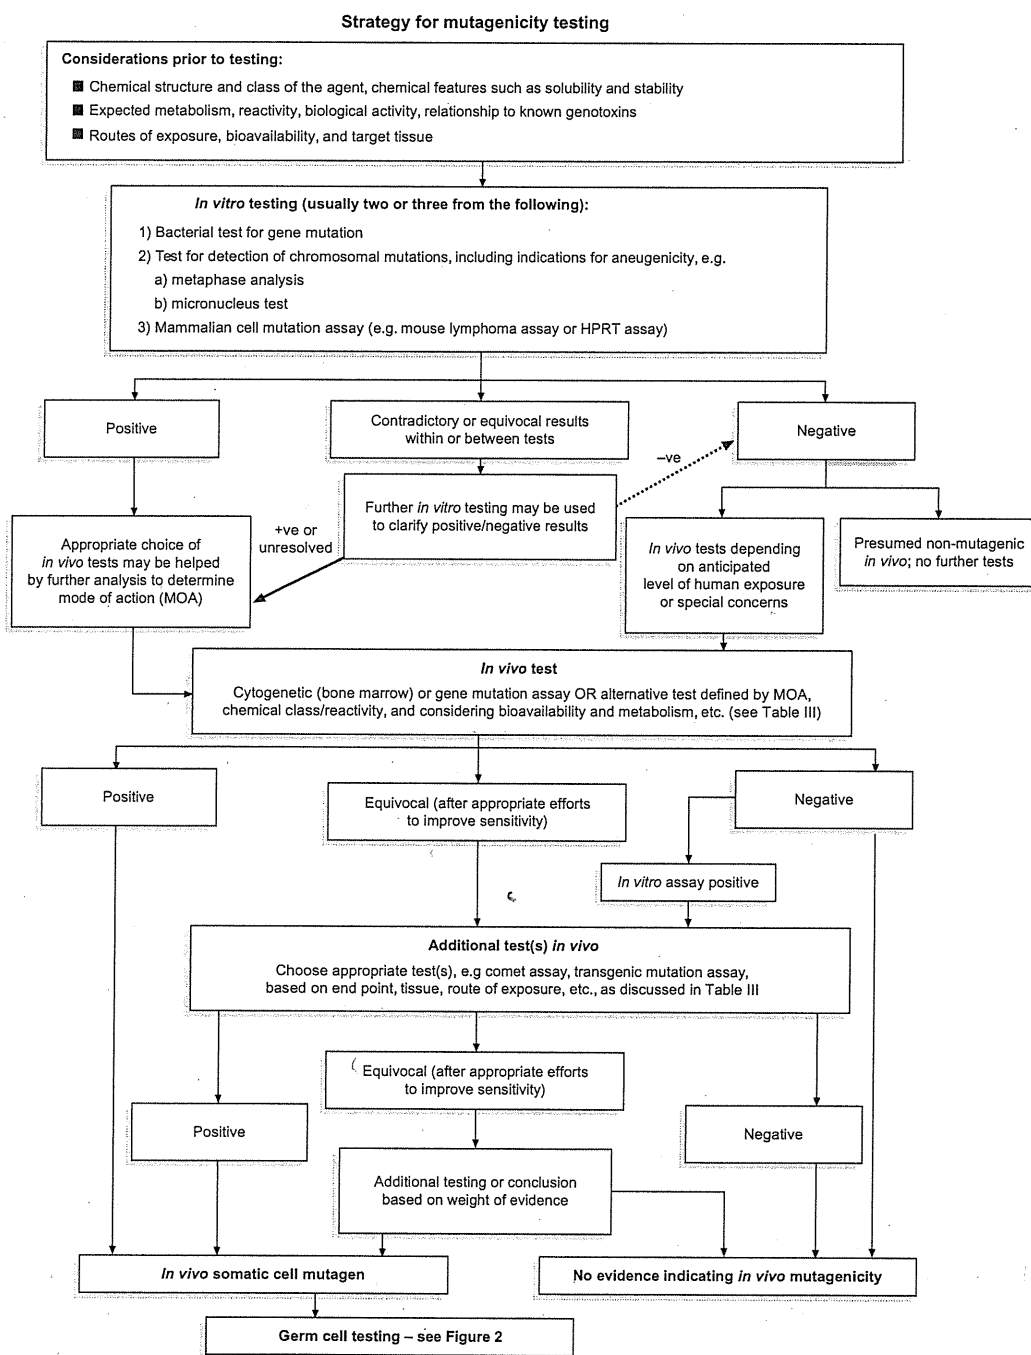 Strategy for mutagenicity testing
Considerations prior to testing:
■ Chemical structure and class of the agent, chemical features such as solubility and stability
■ Expected metabolism, reactivity, biological activity, relationship to known genotoxins
■ Routes of exposure, bioavailability, and target tissue
In vitro testing (usually two or three from the following):
1) Bacterial test for gene mutation
2) Test for detection of chromosomal mutations, including indications for aneugenicity, e.g.
a) metaphase analysis
b) micronucleus test
3) Mammalian cell mutation assay (e.g. mouse lymphoma assay or HPRT assay)
Positive
Contradictory or equivocal results
within or between tests
Negative
–ve
Further in vitro testing may be used
to clarify positive/negative results
+ve or
unresolved
Appropriate choice of
in vivo tests may be helped
by further analysis to determine
mode of action (MOA)
In vivo tests depending
on anticipated
level of human exposure
or special concerns
Presumed non-mutagenic
in vivo; no further tests
In vivo test
Cytogenetic (bone marrow) or gene mutation assay OR alternative test defined by MOA,
chemical class/reactivity, and considering bioavailability and metabolism, etc. (see Table III)
Positive
Equivocal (after appropriate efforts
to improve sensitivity)
Negative
In vitro assay positive
Additional test(s) in vivo
Choose appropriate test(s), e.g comet assay, transgenic mutation assay,
based on end point, tissue, route of exposure, etc., as discussed in Table III
Equivocal (after appropriate efforts
to improve sensitivity)
Positive
Negative
Additional testing or conclusion
based on weight of evidence
In vivo somatic cell mutagen
No evidence indicating in vivo mutagenicity
Germ cell testing – see Figure 2